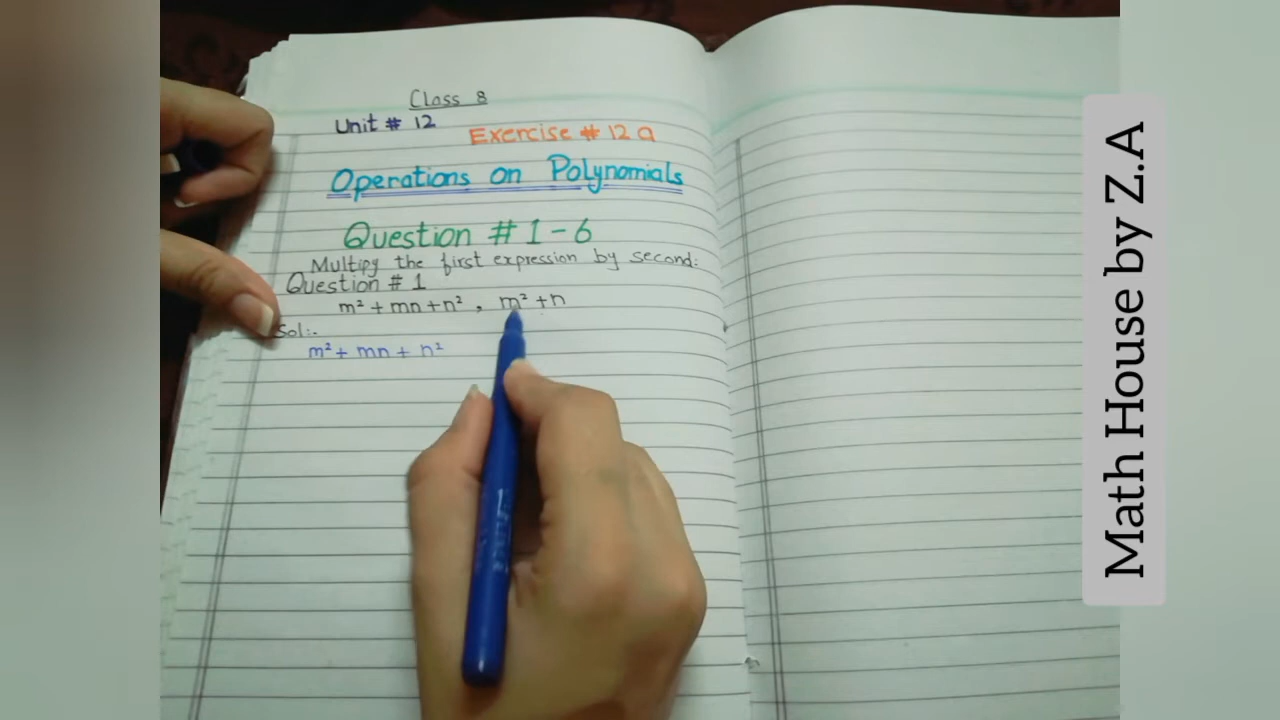 Class 8
Unit # 12
Exercise # 12 a
Operations on Polynomials
Question # 1-6
Multipy the first expression by second:
Question # 1
m² + mn + n² , m² + n
Sol:-
m² + mn + n²
Math House by Z.A